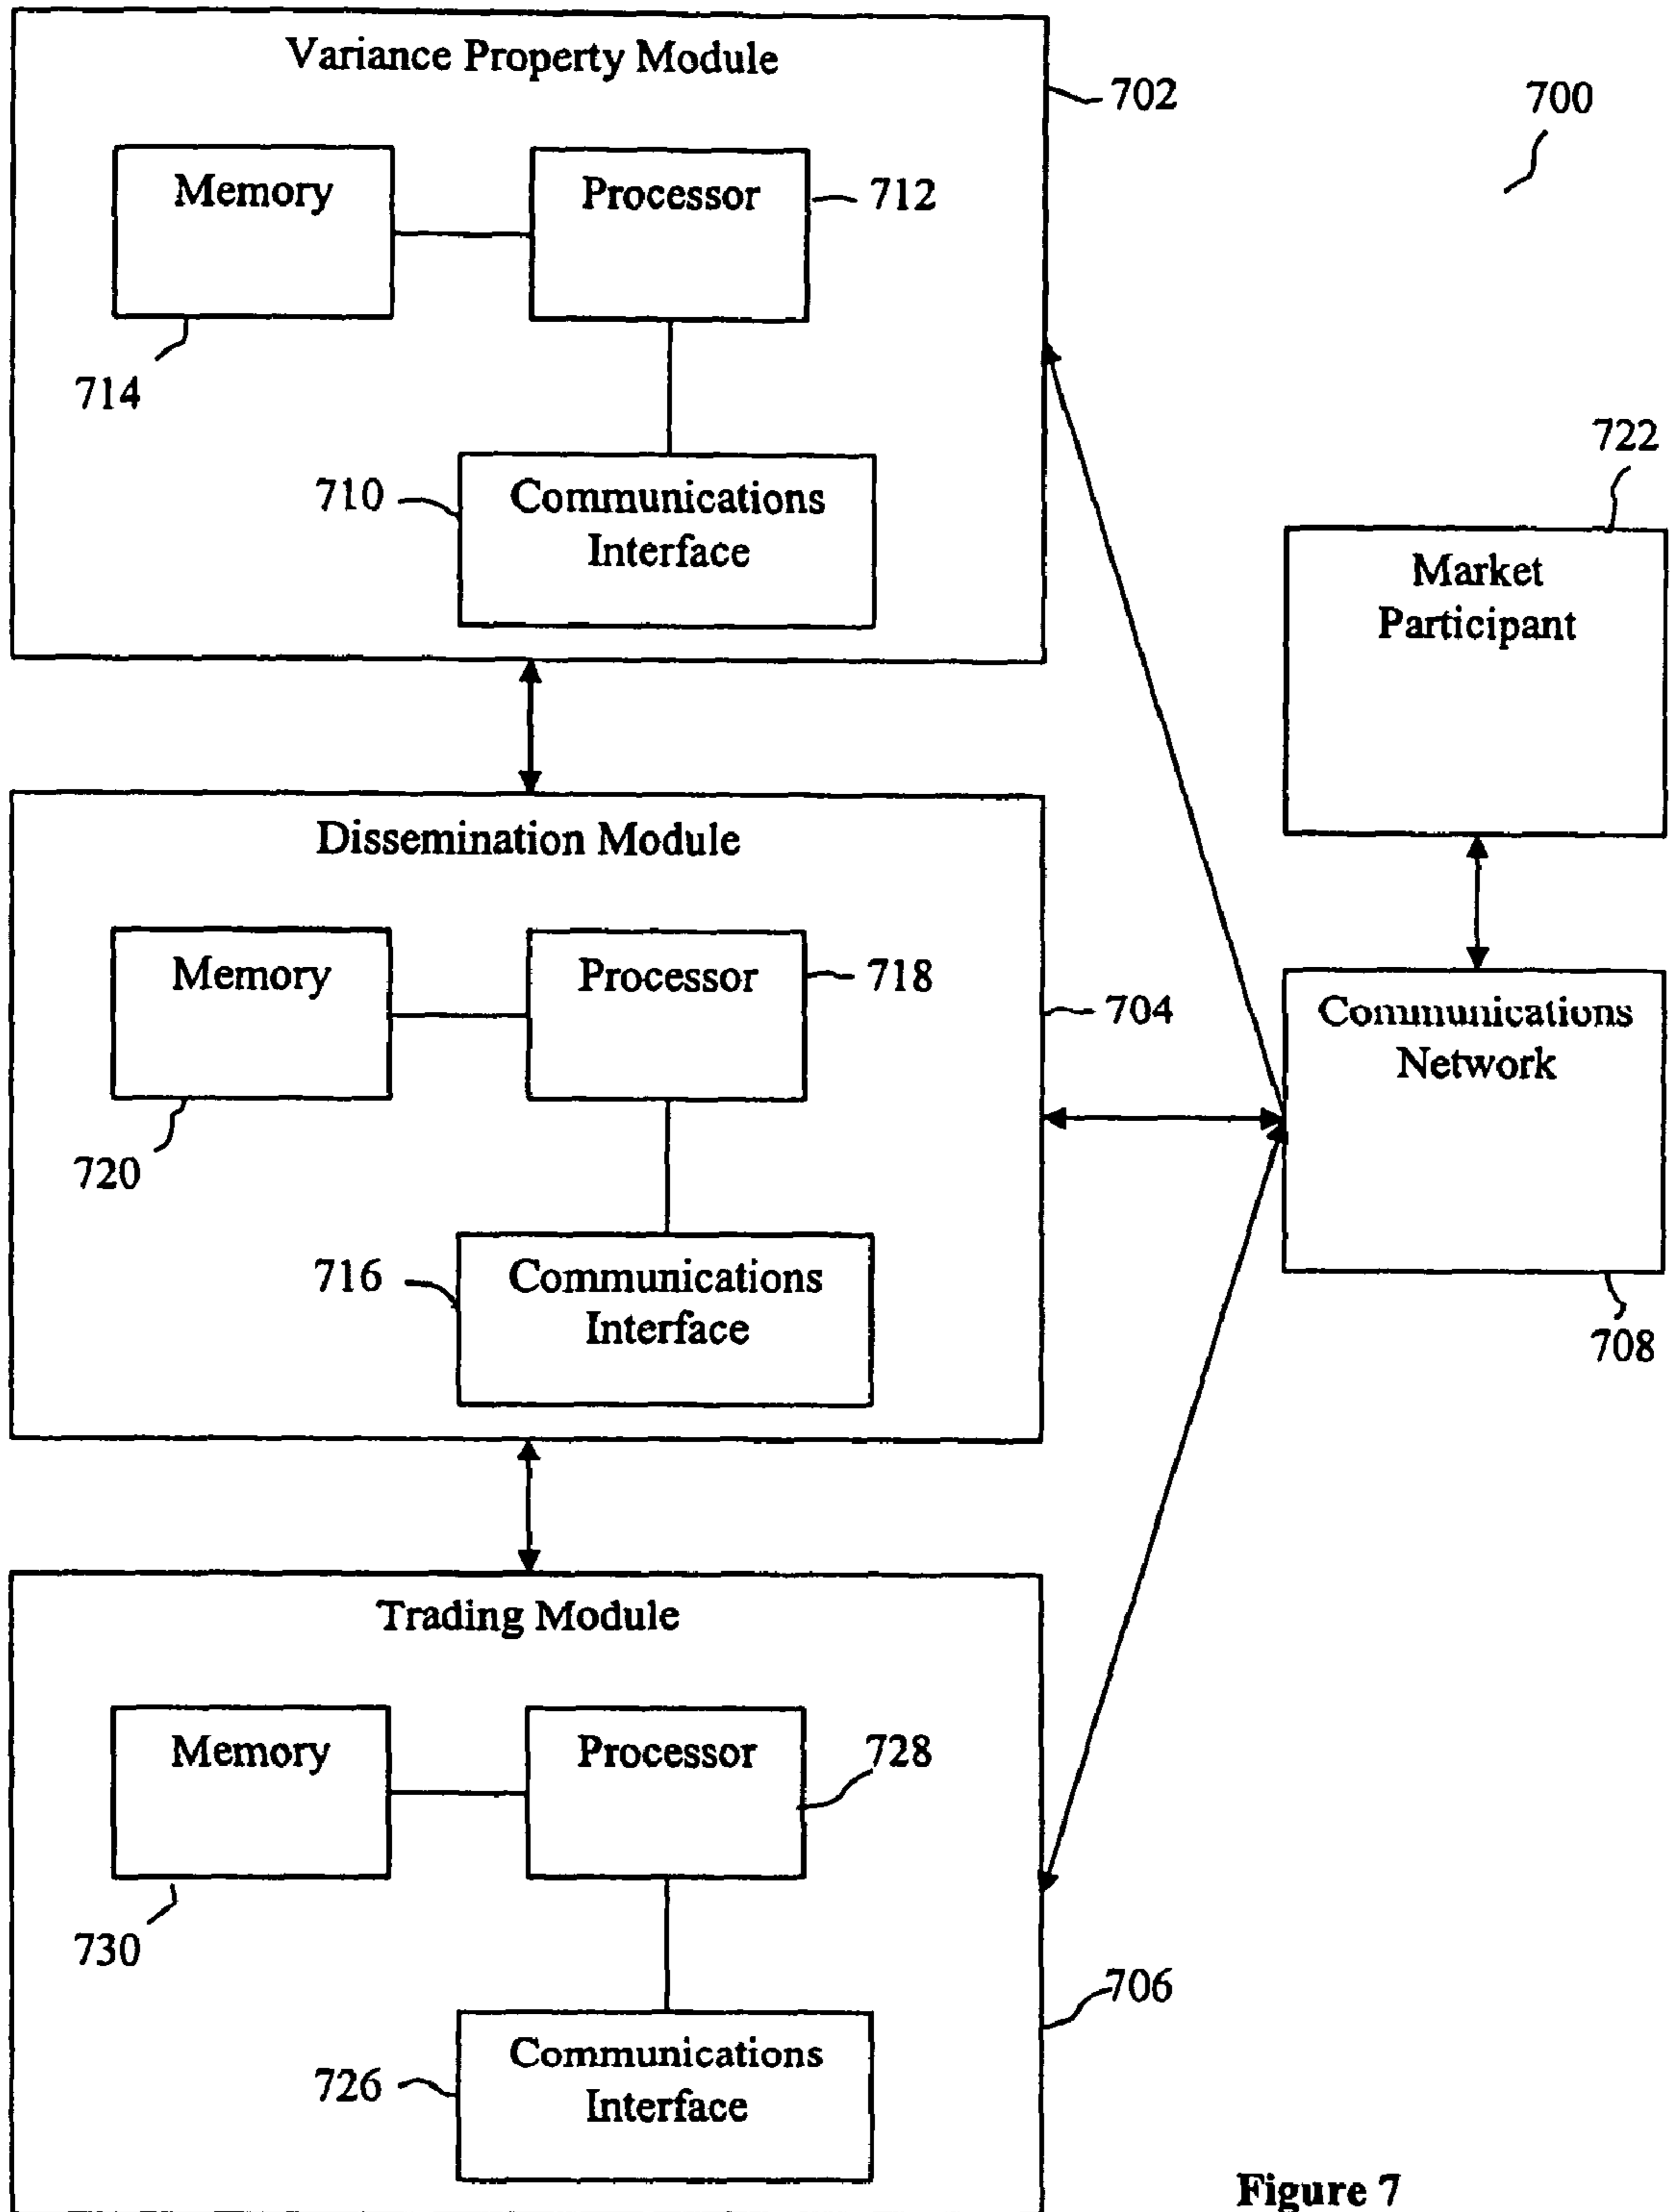 Variance Property Module
702
700
Memory
Processor
712
714
710
Communications
Interface
722
Market
Participant
Dissemination Module
Memory
Processor
718
704
Communications
Network
720
716
Communications
Interface
708
Trading Module
Memory
Processor
728
730
706
726
Communications
Interface
Figure 7